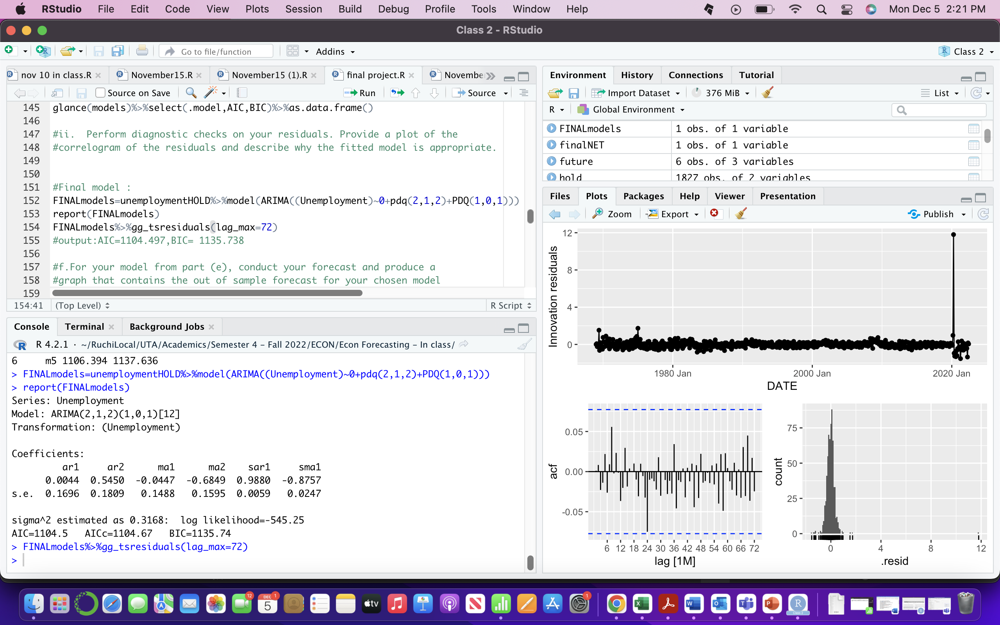 RStudio File Edit Code View Plots Session Build Debug Profile Tools Window Help Mon Dec 5 2:21 PM
Class 2 - RStudio
Go to file/function Addins Class 2
nov 10 in class.R November15.R November15 (1).R final project.R Novembe
Source on Save Run Source
145 glance(models)%>%select(.model,AIC,BIC)%>%as.data.frame()
146
147 #ii.  Perform diagnostic checks on your residuals. Provide a plot of the
148 #correlogram of the residuals and describe why the fitted model is appropriate.
149
150
151 #Final model :
152 FINALmodels=unemploymentHOLD%>%model(ARIMA((Unemployment)~0+pdq(2,1,2)+PDQ(1,0,1)))
153 report(FINALmodels)
154 FINALmodels%>%gg_tsresiduals(lag_max=72)
155 #output:AIC=1104.497,BIC= 1135.738
156
157 #f.For your model from part (e), conduct your forecast and produce a
158 #graph that contains the out of sample forecast for your chosen model
159
154:41 (Top Level) R Script
Console Terminal Background Jobs
R 4.2.1 · ~/RuchiLocal/UTA/Academics/Semester 4 - Fall 2022/ECON/Econ Forecasting - In class/
6     m5 1106.394 1137.636
> FINALmodels=unemploymentHOLD%>%model(ARIMA((Unemployment)~0+pdq(2,1,2)+PDQ(1,0,1)))
> report(FINALmodels)
Series: Unemployment
Model: ARIMA(2,1,2)(1,0,1)[12]
Transformation: (Unemployment)
Coefficients:
ar1 ar2 ma1 ma2 sar1 sma1
0.0044 0.5450 -0.0447 -0.6849 0.9880 -0.8757
s.e. 0.1696 0.1809 0.1488 0.1595 0.0059 0.0247
sigma^2 estimated as 0.3168:  log likelihood=-545.25
AIC=1104.5   AICc=1104.67   BIC=1135.74
> FINALmodels%>%gg_tsresiduals(lag_max=72)
>
Environment History Connections Tutorial
Import Dataset 376 MiB List
R Global Environment
FINALmodels 1 obs. of 1 variable
finalNET 1 obs. of 1 variable
future 6 obs. of 3 variables
hold 1827 obs. of 2 variables
Files Plots Packages Help Viewer Presentation
Zoom Export Publish
12
8
4
0
Innovation residuals
1980 Jan 2000 Jan 2020 Jan
DATE
0.05
0.00
-0.05
acf
6 12 18 24 30 36 42 48 54 60 66 72
lag [1M]
75
50
25
0
count
0 4 8 12
.resid
12 DEC 1 5 tv 1
Class 2